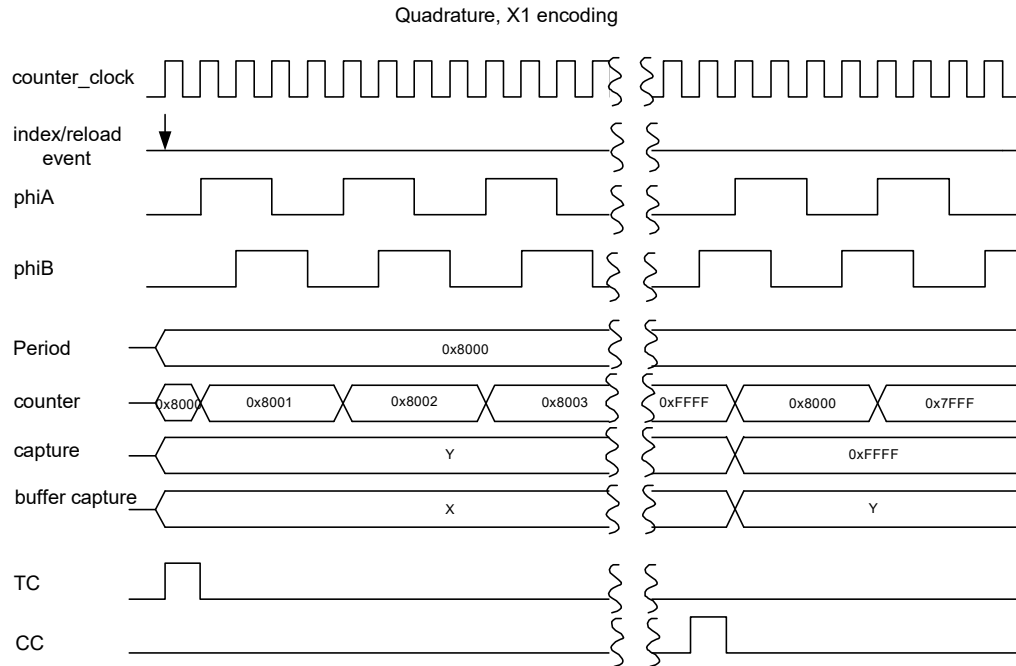 Quadrature, X1 encoding
counter_clock
index/reload
event
phiA
phiB
Period
0x8000
counter
0x8000
0x8001
0x8002
0x8003
0xFFFF
0x8000
0x7FFF
capture
Y
0xFFFF
buffer capture
X
Y
TC
CC